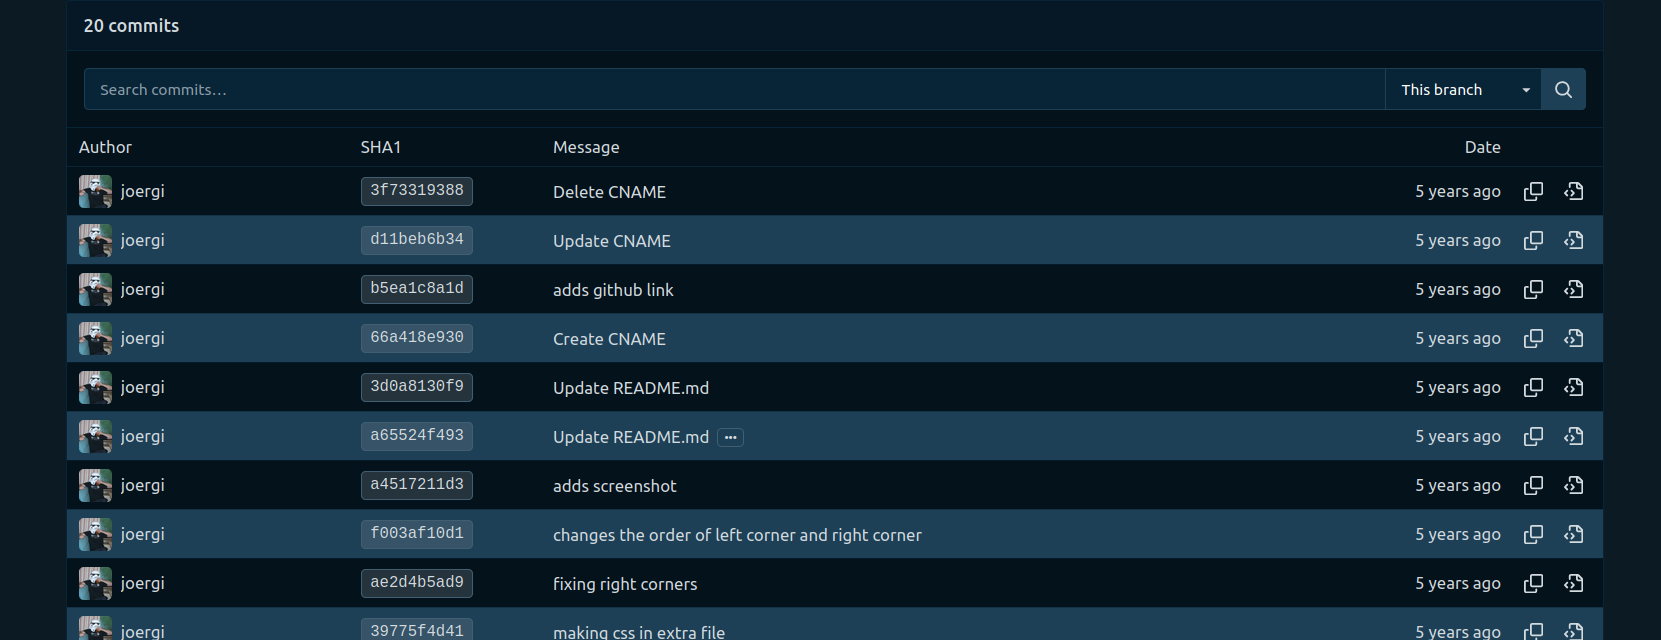 20 commits
Search commits...
This branch
Author SHA1 Message Date
joergi 3f73319388 Delete CNAME 5 years ago
joergi d11beb6b34 Update CNAME 5 years ago
joergi b5ea1c8a1d adds github link 5 years ago
joergi 66a418e930 Create CNAME 5 years ago
joergi 3d0a8130f9 Update README.md 5 years ago
joergi a65524f493 Update README.md ... 5 years ago
joergi a4517211d3 adds screenshot 5 years ago
joergi f003af10d1 changes the order of left corner and right corner 5 years ago
joergi ae2d4b5ad9 fixing right corners 5 years ago
joergi 39775f4d41 making css in extra file 5 years ago